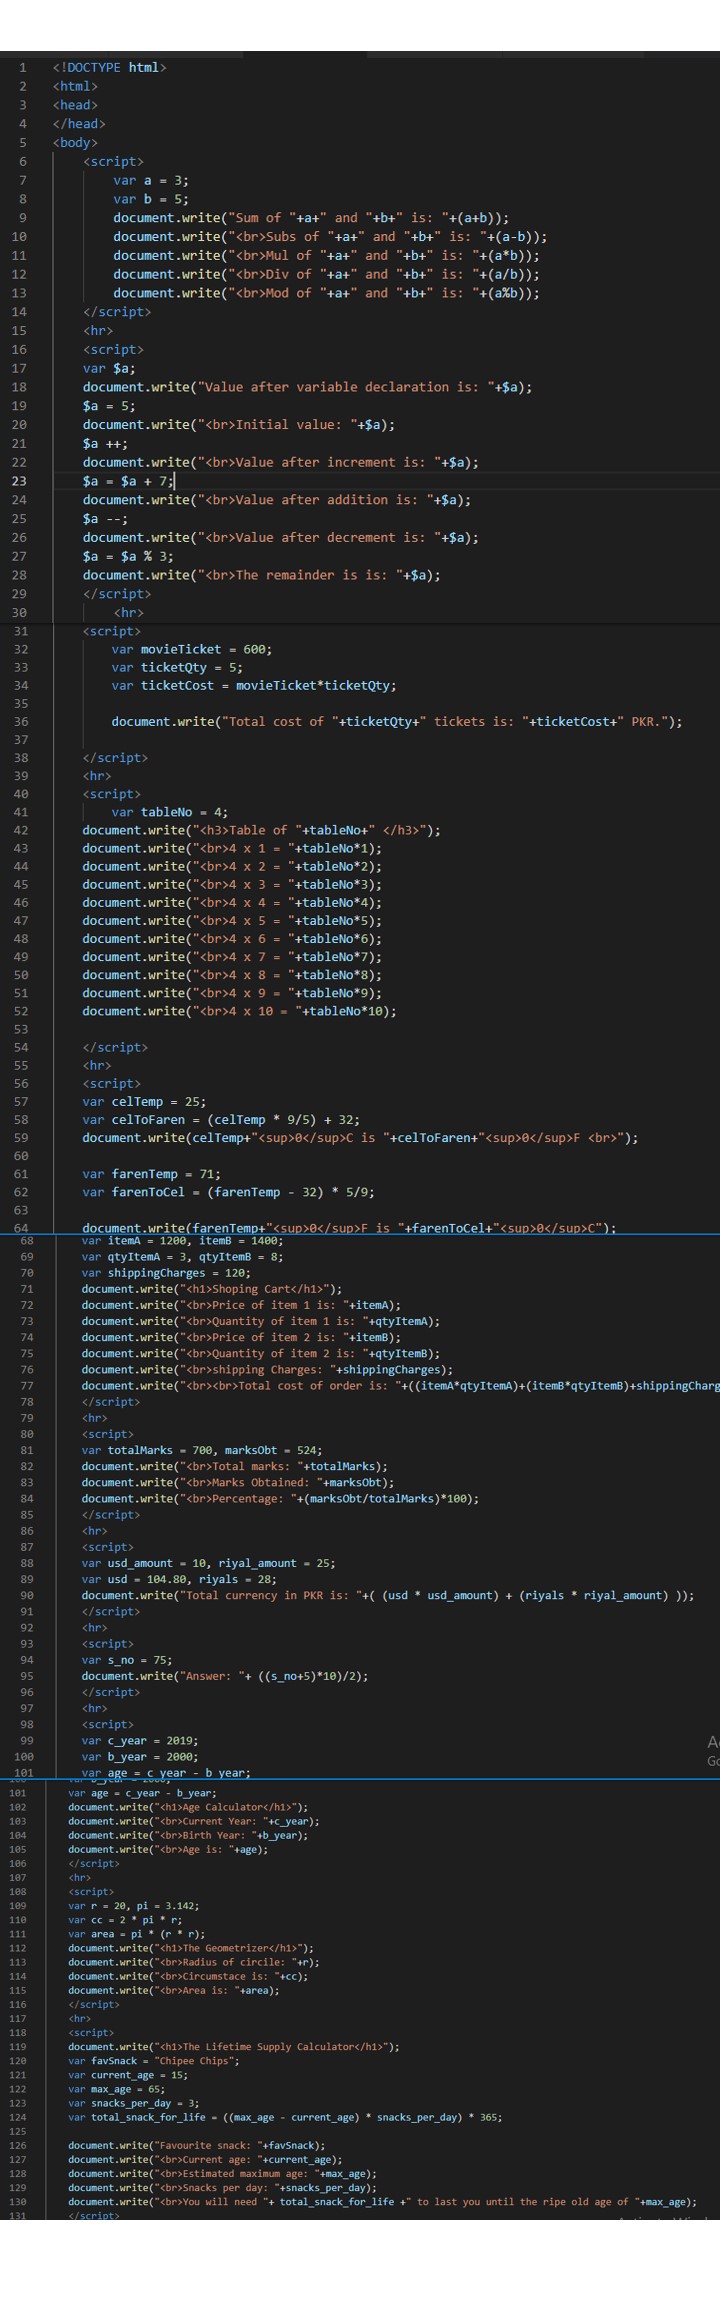 1 <!DOCTYPE html>
2 <html>
3 <head>
4 </head>
5 <body>
6 <script>
7 var a = 3;
8 var b = 5;
9 document.write("Sum of "+a+" and "+b+" is: "+(a+b));
10 document.write("<br>Subs of "+a+" and "+b+" is: "+(a-b));
11 document.write("<br>Mul of "+a+" and "+b+" is: "+(a*b));
12 document.write("<br>Div of "+a+" and "+b+" is: "+(a/b));
13 document.write("<br>Mod of "+a+" and "+b+" is: "+(a%b));
14 </script>
15 <hr>
16 <script>
17 var $a;
18 document.write("Value after variable declaration is: "+$a);
19 $a = 5;
20 document.write("<br>Initial value: "+$a);
21 $a ++;
22 document.write("<br>Value after increment is: "+$a);
23 $a = $a + 7;
24 document.write("<br>Value after addition is: "+$a);
25 $a --;
26 document.write("<br>Value after decrement is: "+$a);
27 $a = $a % 3;
28 document.write("<br>The remainder is is: "+$a);
29 </script>
30 <hr>
31 <script>
32 var movieTicket = 600;
33 var ticketQty = 5;
34 var ticketCost = movieTicket*ticketQty;
35
36 document.write("Total cost of "+ticketQty+" tickets is: "+ticketCost+" PKR.");
37
38 </script>
39 <hr>
40 <script>
41 var tableNo = 4;
42 document.write("<h3>Table of "+tableNo+" </h3>");
43 document.write("<br>4 x 1 = "+tableNo*1);
44 document.write("<br>4 x 2 = "+tableNo*2);
45 document.write("<br>4 x 3 = "+tableNo*3);
46 document.write("<br>4 x 4 = "+tableNo*4);
47 document.write("<br>4 x 5 = "+tableNo*5);
48 document.write("<br>4 x 6 = "+tableNo*6);
49 document.write("<br>4 x 7 = "+tableNo*7);
50 document.write("<br>4 x 8 = "+tableNo*8);
51 document.write("<br>4 x 9 = "+tableNo*9);
52 document.write("<br>4 x 10 = "+tableNo*10);
53
54 </script>
55 <hr>
56 <script>
57 var celTemp = 25;
58 var celToFaren = (celTemp * 9/5) + 32;
59 document.write(celTemp+"<sup>0</sup>C is "+celToFaren+"<sup>0</sup>F <br>");
60
61 var farenTemp = 71;
62 var farenToCel = (farenTemp - 32) * 5/9;
63
64 document.write(farenTemp+"<sup>0</sup>F is "+farenToCel+"<sup>0</sup>C");
68 var itemA = 1200, itemB = 1400;
69 var qtyItemA = 3, qtyItemB = 8;
70 var shippingCharges = 120;
71 document.write("<h1>Shoping Cart</h1>");
72 document.write("<br>Price of item 1 is: "+itemA);
73 document.write("<br>Quantity of item 1 is: "+qtyItemA);
74 document.write("<br>Price of item 2 is: "+itemB);
75 document.write("<br>Quantity of item 2 is: "+qtyItemB);
76 document.write("<br>shipping Charges: "+shippingCharges);
77 document.write("<br><br>Total cost of order is: "+((itemA*qtyItemA)+(itemB*qtyItemB)+shippingCharg
78 </script>
79 <hr>
80 <script>
81 var totalMarks = 700, marksObt = 524;
82 document.write("<br>Total marks: "+totalMarks);
83 document.write("<br>Marks Obtained: "+marksObt);
84 document.write("<br>Percentage: "+(marksObt/totalMarks)*100);
85 </script>
86 <hr>
87 <script>
88 var usd_amount = 10, riyal_amount = 25;
89 var usd = 104.80, riyals = 28;
90 document.write("Total currency in PKR is: "+( (usd * usd_amount) + (riyals * riyal_amount) ));
91 </script>
92 <hr>
93 <script>
94 var s_no = 75;
95 document.write("Answer: "+ ((s_no+5)*10)/2);
96 </script>
97 <hr>
98 <script>
99 var c_year = 2019;
100 var b_year = 2000;
101 var age = c_year - b_year;
100 var b_year = 2000;
101 var age = c_year - b_year;
102 document.write("<h1>Age Calculator</h1>");
103 document.write("<br>Current Year: "+c_year);
104 document.write("<br>Birth Year: "+b_year);
105 document.write("<br>Age is: "+age);
106 </script>
107 <hr>
108 <script>
109 var r = 20, pi = 3.142;
110 var cc = 2 * pi * r;
111 var area = pi * (r * r);
112 document.write("<h1>The Geometrizer</h1>");
113 document.write("<br>Radius of circile: "+r);
114 document.write("<br>Circumstace is: "+cc);
115 document.write("<br>Area is: "+area);
116 </script>
117 <hr>
118 <script>
119 document.write("<h1>The Lifetime Supply Calculator</h1>");
120 var favSnack = "Chipee Chips";
121 var current_age = 15;
122 var max_age = 65;
123 var snacks_per_day = 3;
124 var total_snack_for_life = ((max_age - current_age) * snacks_per_day) * 365;
125
126 document.write("Favourite snack: "+favSnack);
127 document.write("<br>Current age: "+current_age);
128 document.write("<br>Estimated maximum age: "+max_age);
129 document.write("<br>Snacks per day: "+snacks_per_day);
130 document.write("<br>You will need "+ total_snack_for_life +" to last you until the ripe old age of "+max_age);
131 </script>